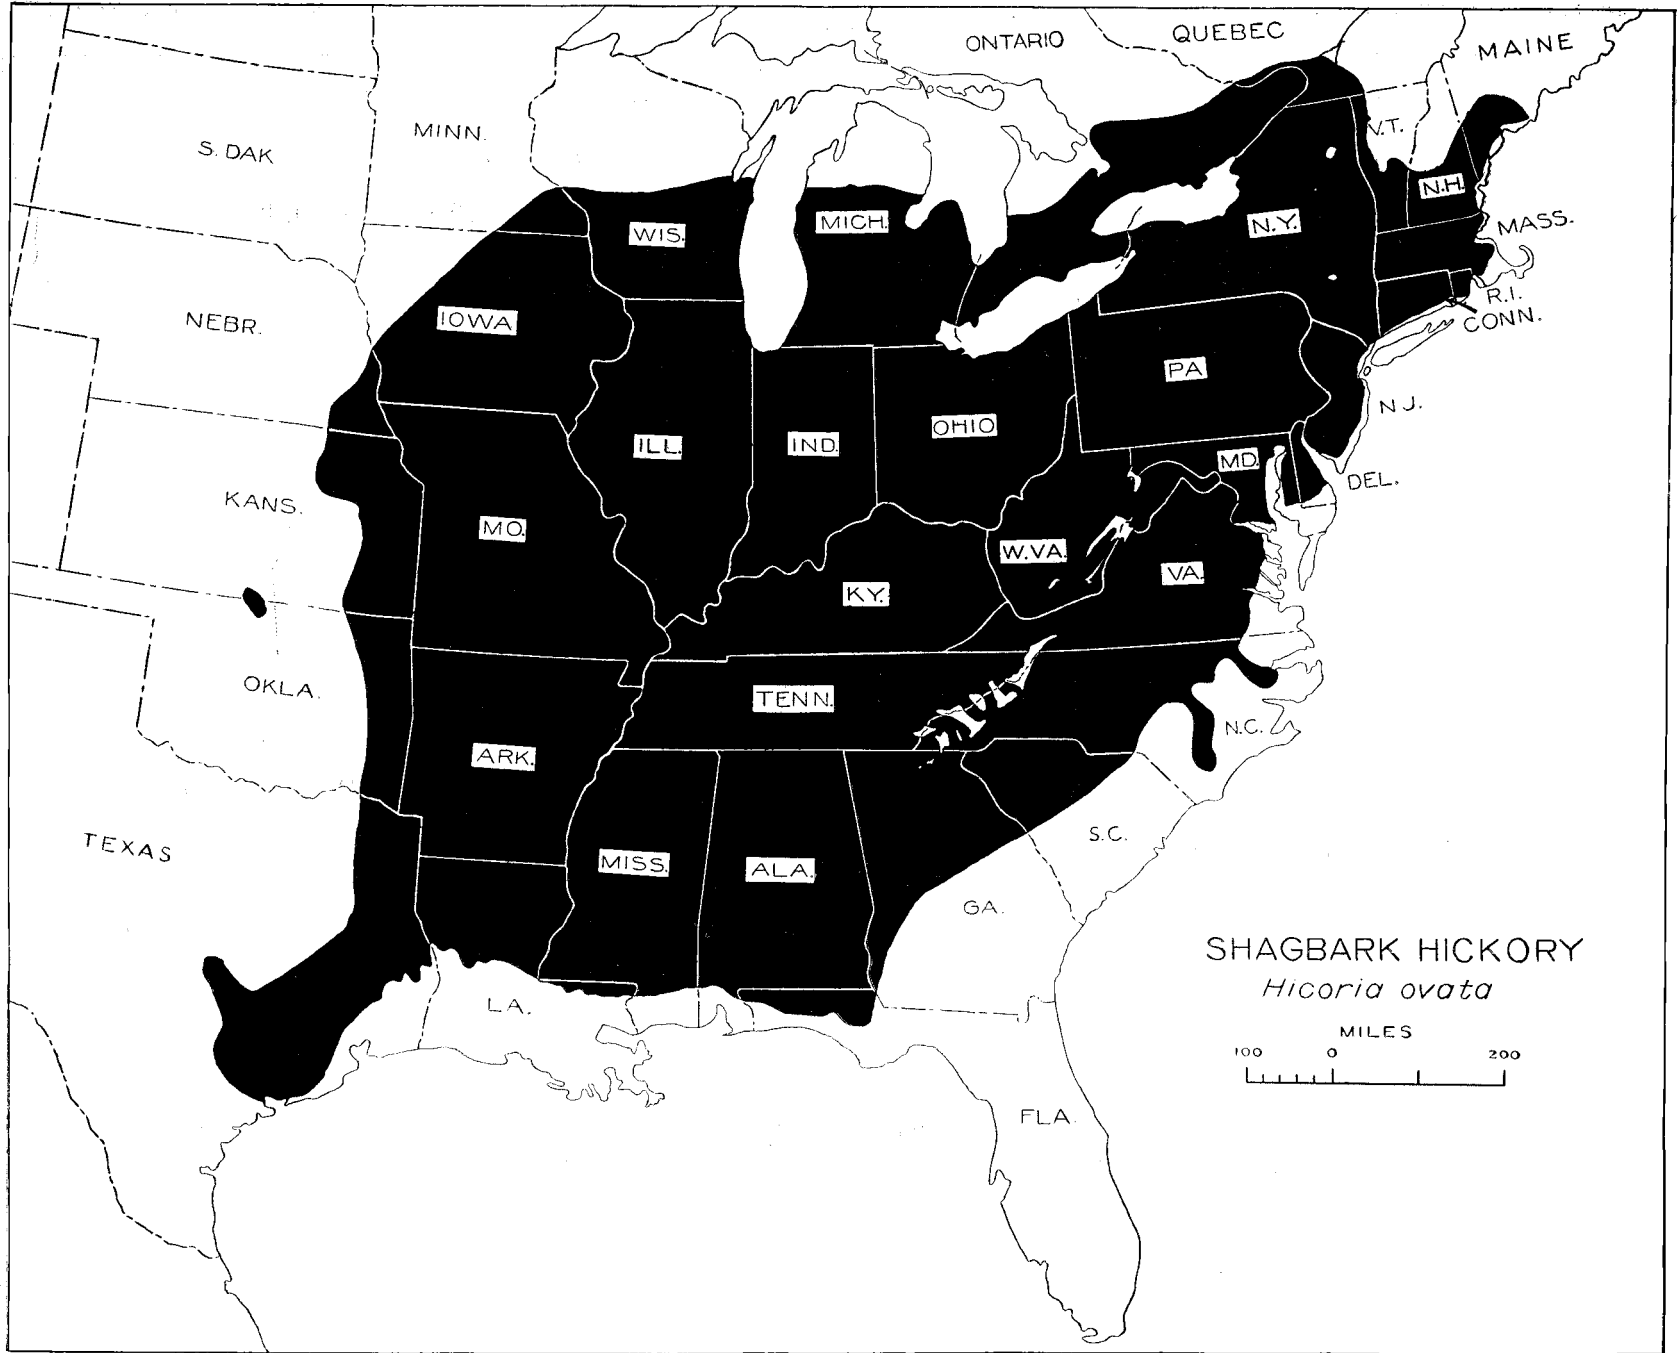 ONTARIO
QUEBEC
MAINE
MINN.
S. DAK
V.T.
N.H.
WIS.
MICH.
N.Y.
MASS.
R.I.
CONN.
NEBR.
IOWA
PA
N J.
ILL.
IND.
OHIO
MD.
DEL.
KANS.
MO.
W.VA.
VA.
KY.
OKLA.
TENN.
N.C.
ARK.
TEXAS
MISS.
ALA.
S.C.
GA.
LA.
FLA.
SHAGBARK HICKORY
Hicoria ovata
MILES
100 0 200